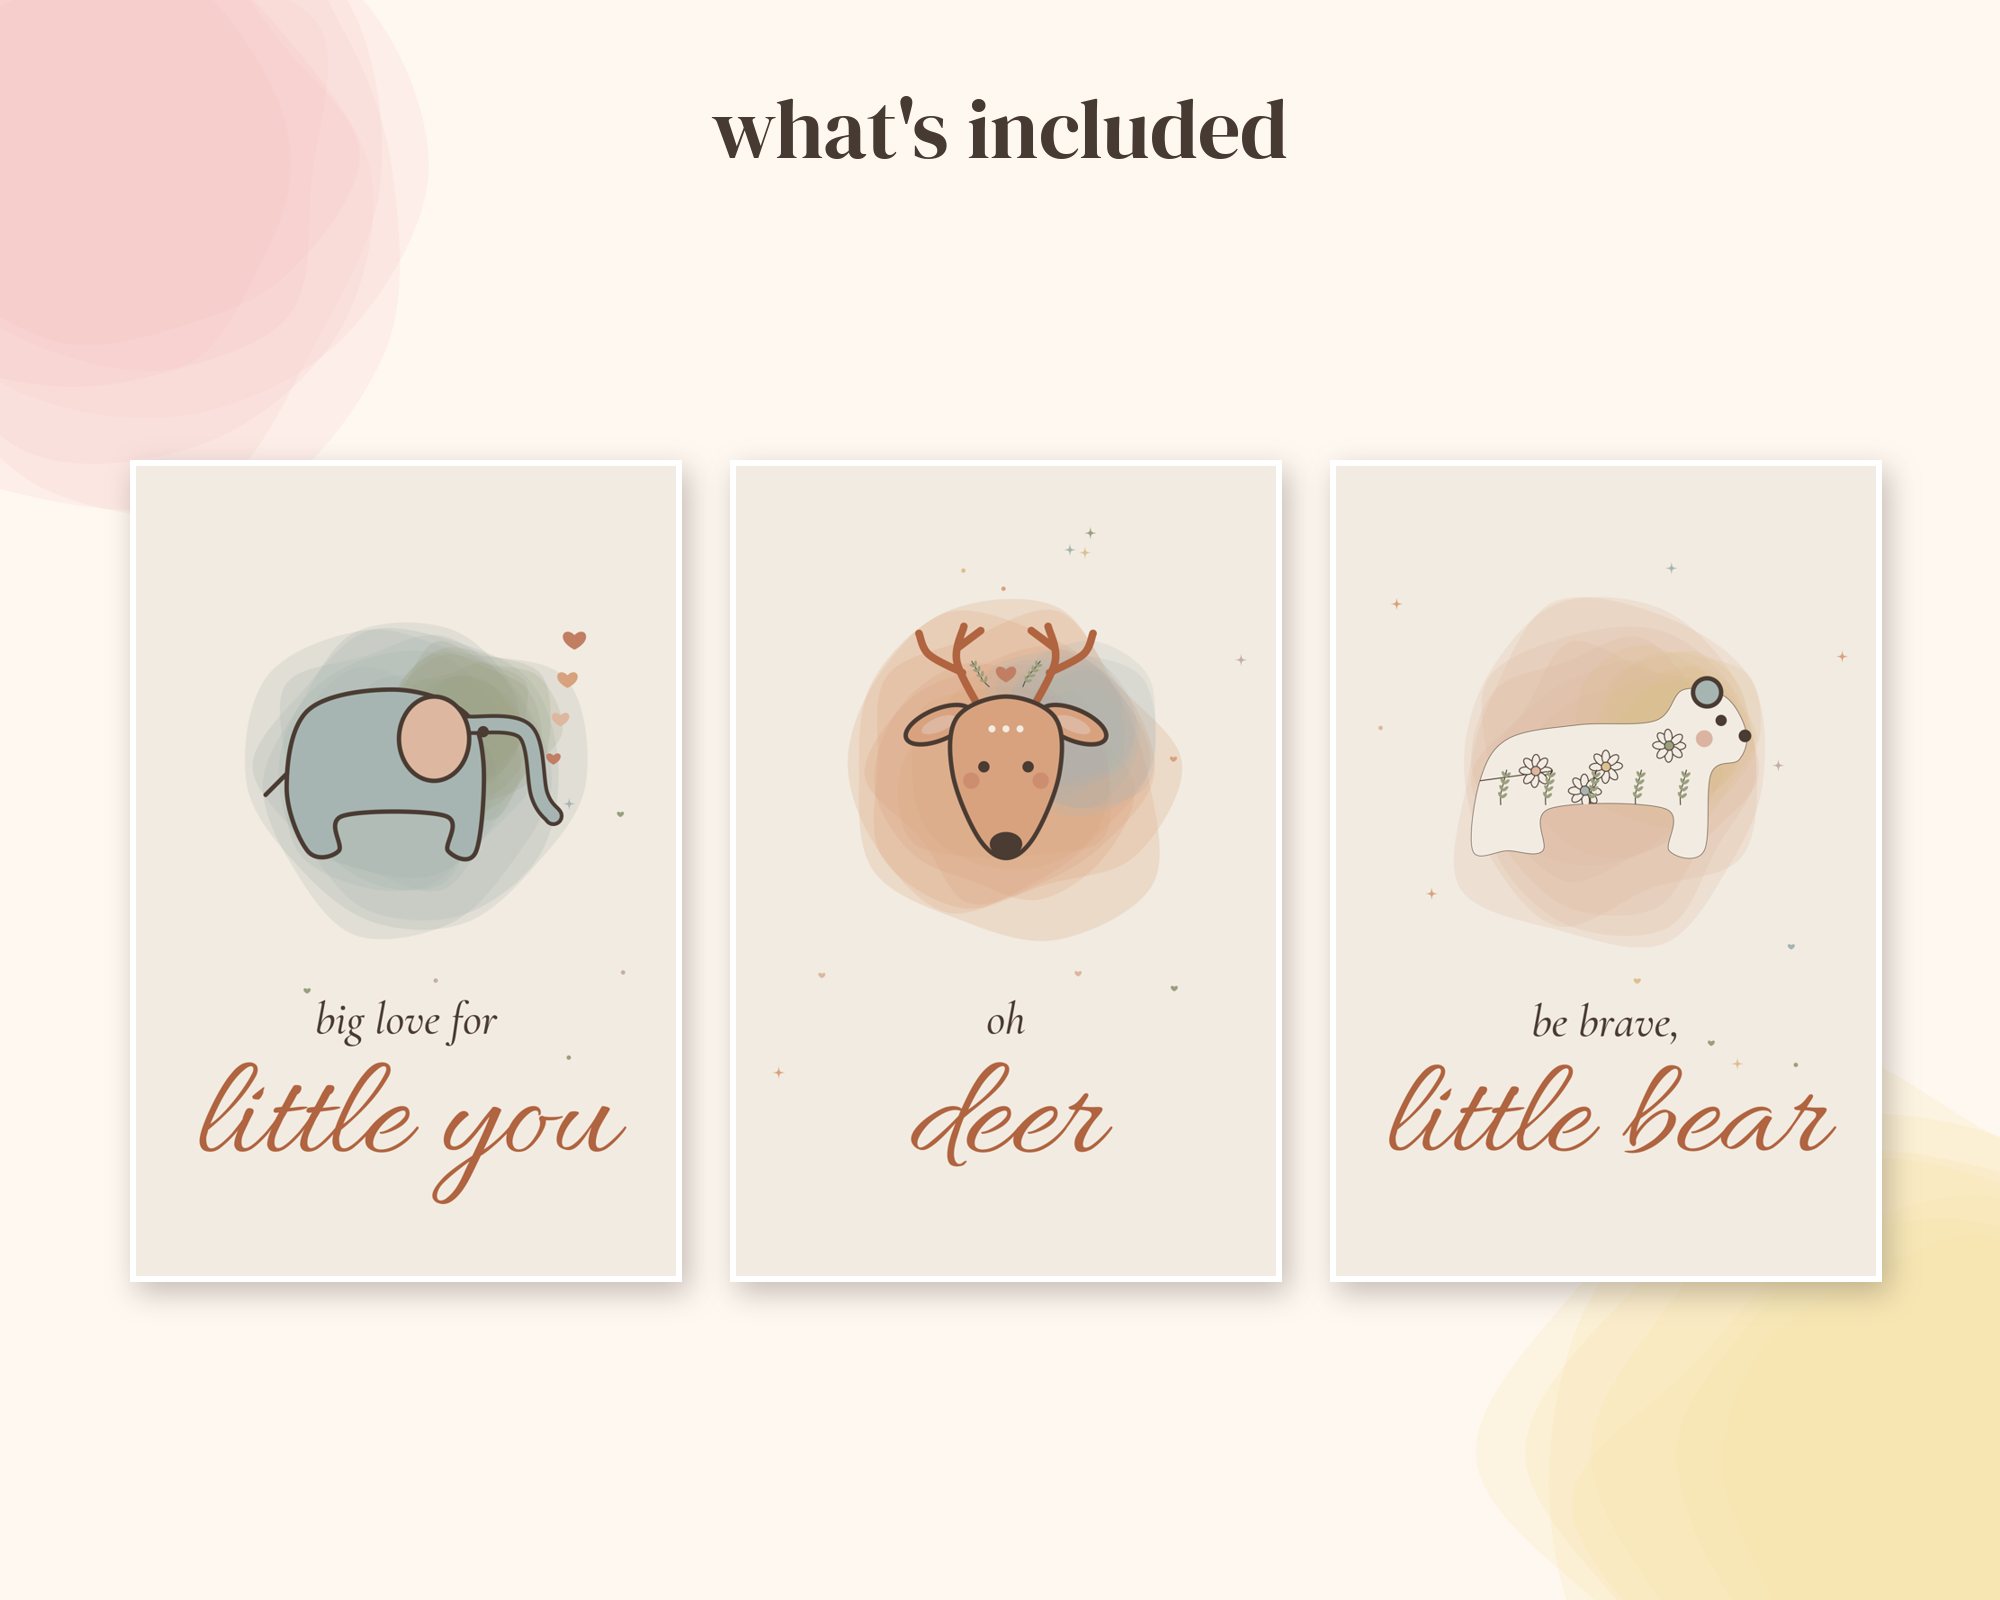 what's included
big love for
little you
oh
deer
be brave,
little bear